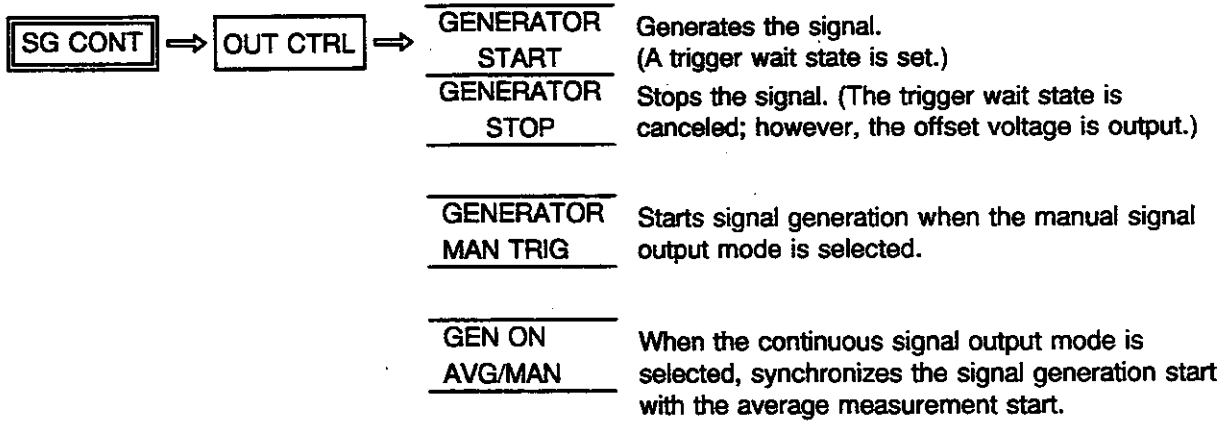 SG CONT ⇒ OUT CTRL ⇒
GENERATOR
START
Generates the signal.
(A trigger wait state is set.)
GENERATOR
STOP
Stops the signal. (The trigger wait state is
canceled; however, the offset voltage is output.)
GENERATOR
MAN TRIG
Starts signal generation when the manual signal
output mode is selected.
GEN ON
AVG/MAN
When the continuous signal output mode is
selected, synchronizes the signal generation start
with the average measurement start.